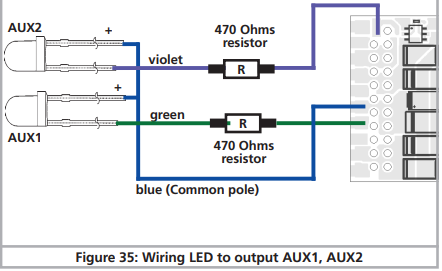 AUX2
+
470 Ohms
resistor
violet
R
+
green
R
AUX1
470 Ohms
resistor
blue (Common pole)
Figure 35: Wiring LED to output AUX1, AUX2